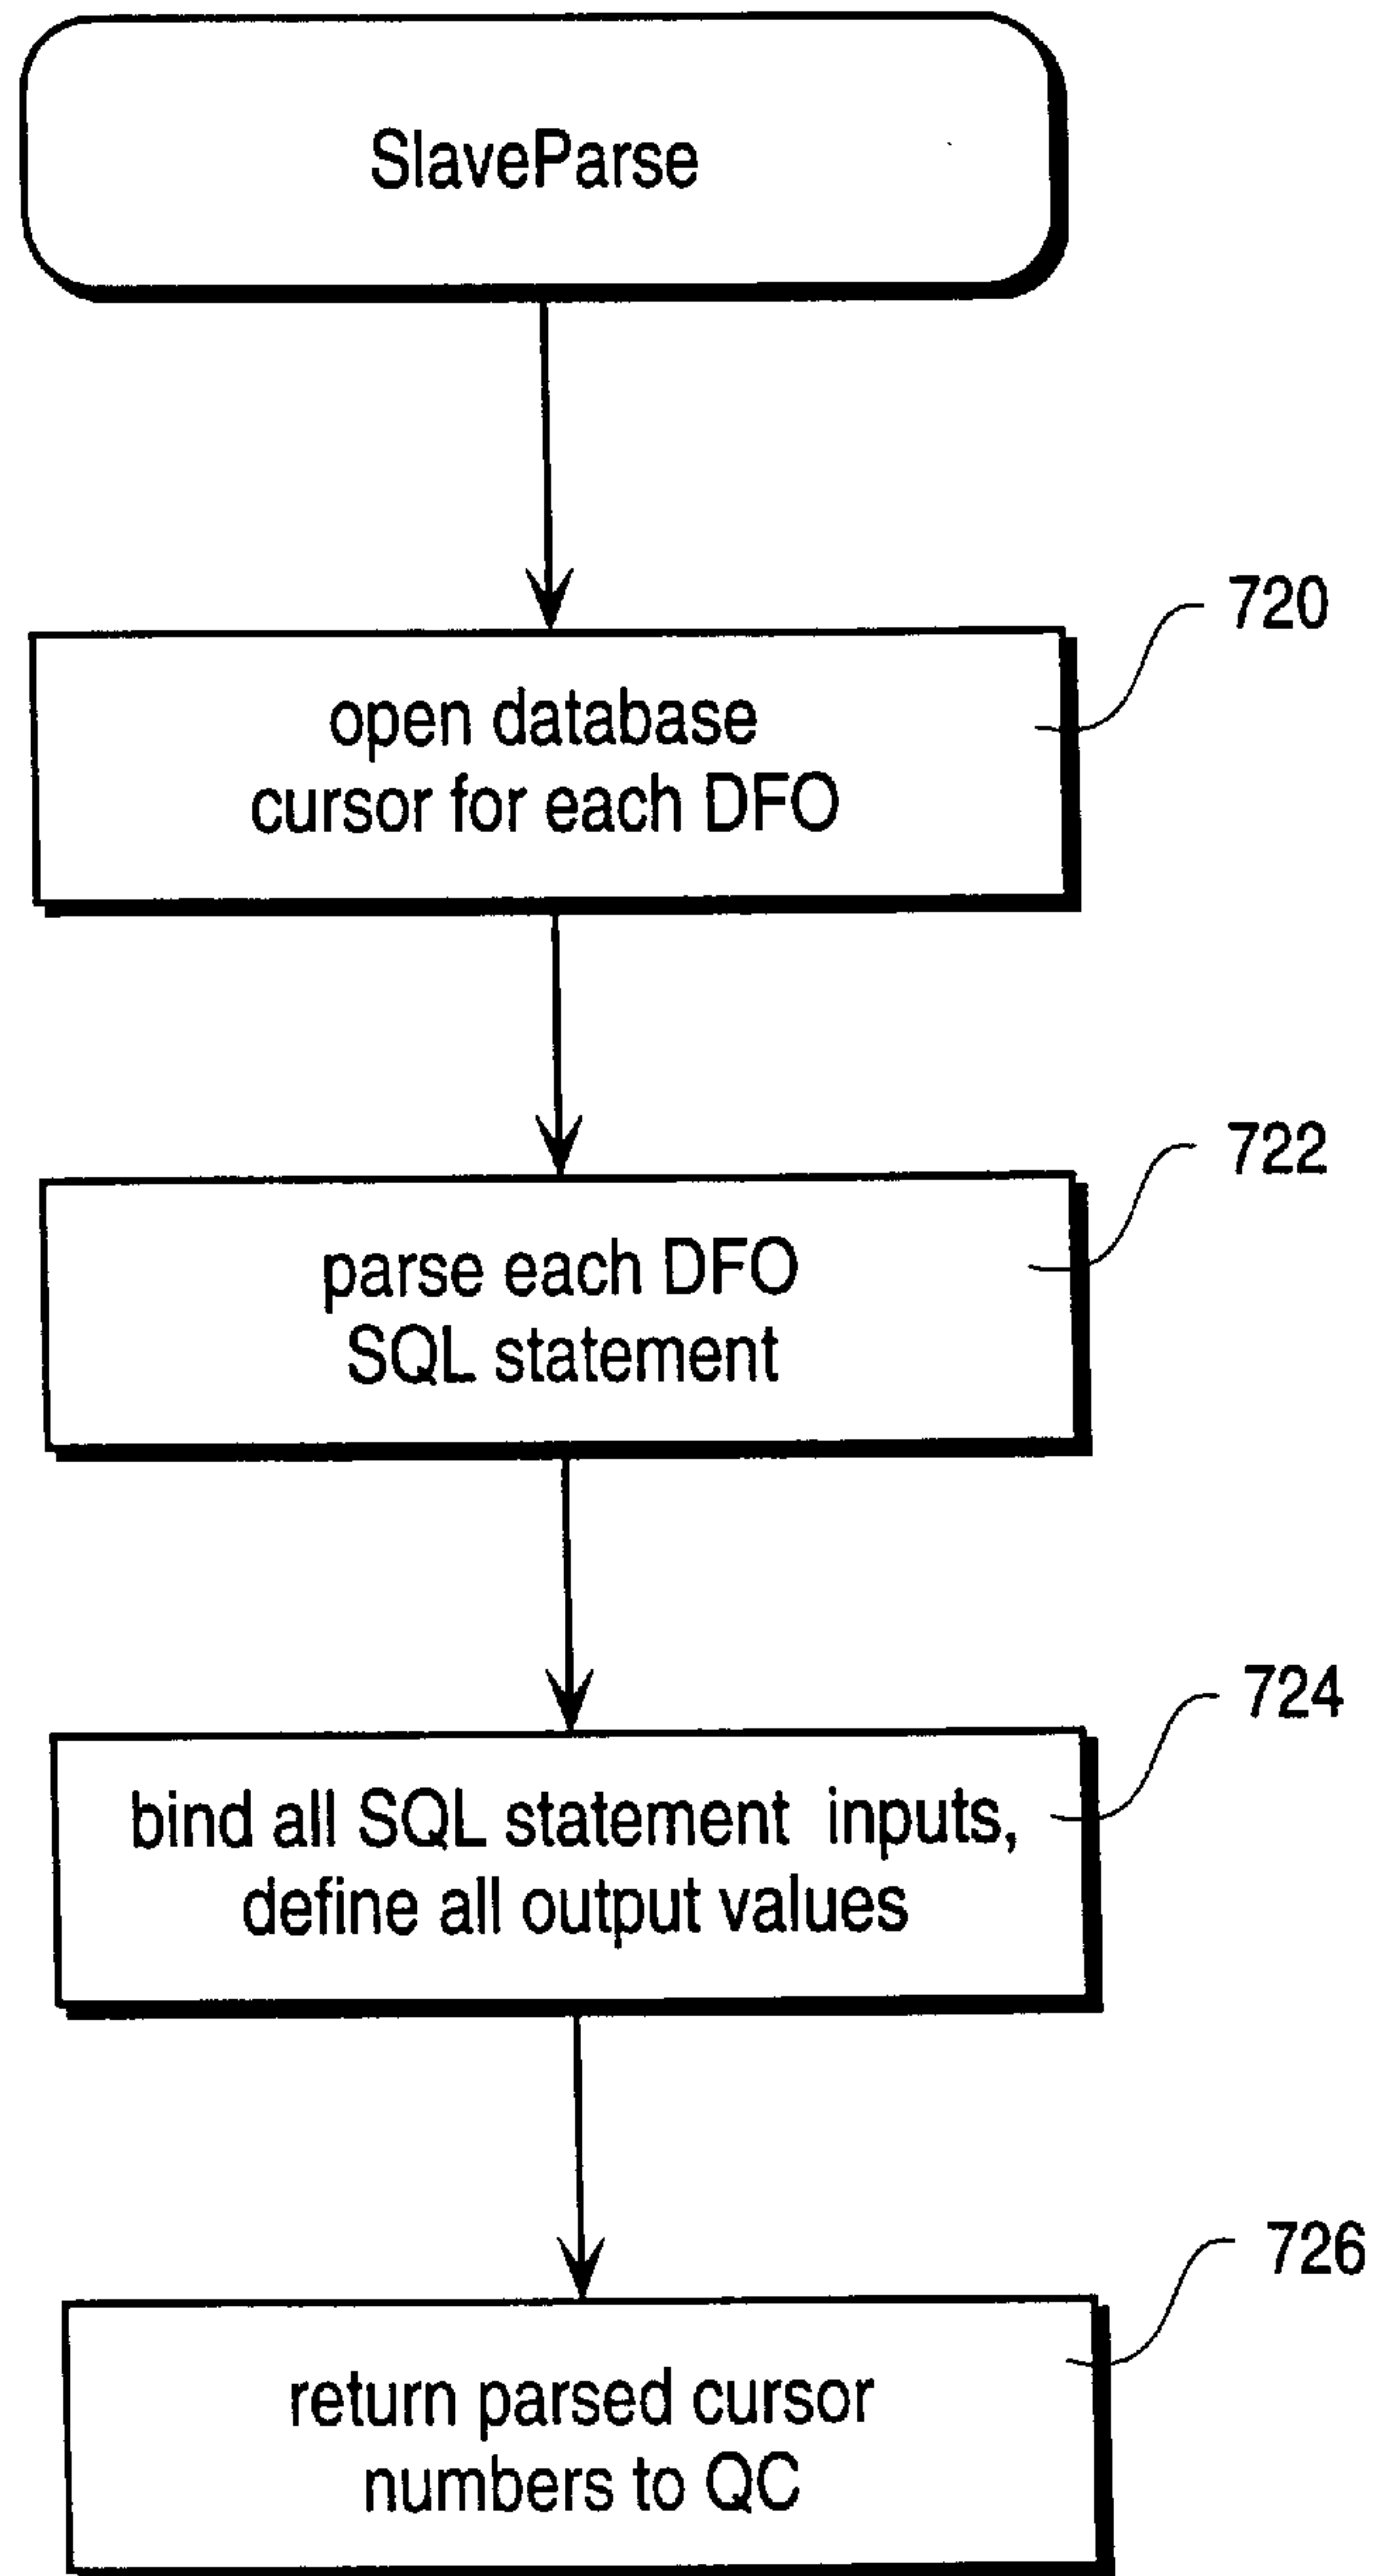 SlaveParse
720
open database
cursor for each DFO
722
parse each DFO
SQL statement
724
bind all SQL statement inputs,
define all output values
726
return parsed cursor
numbers to QC